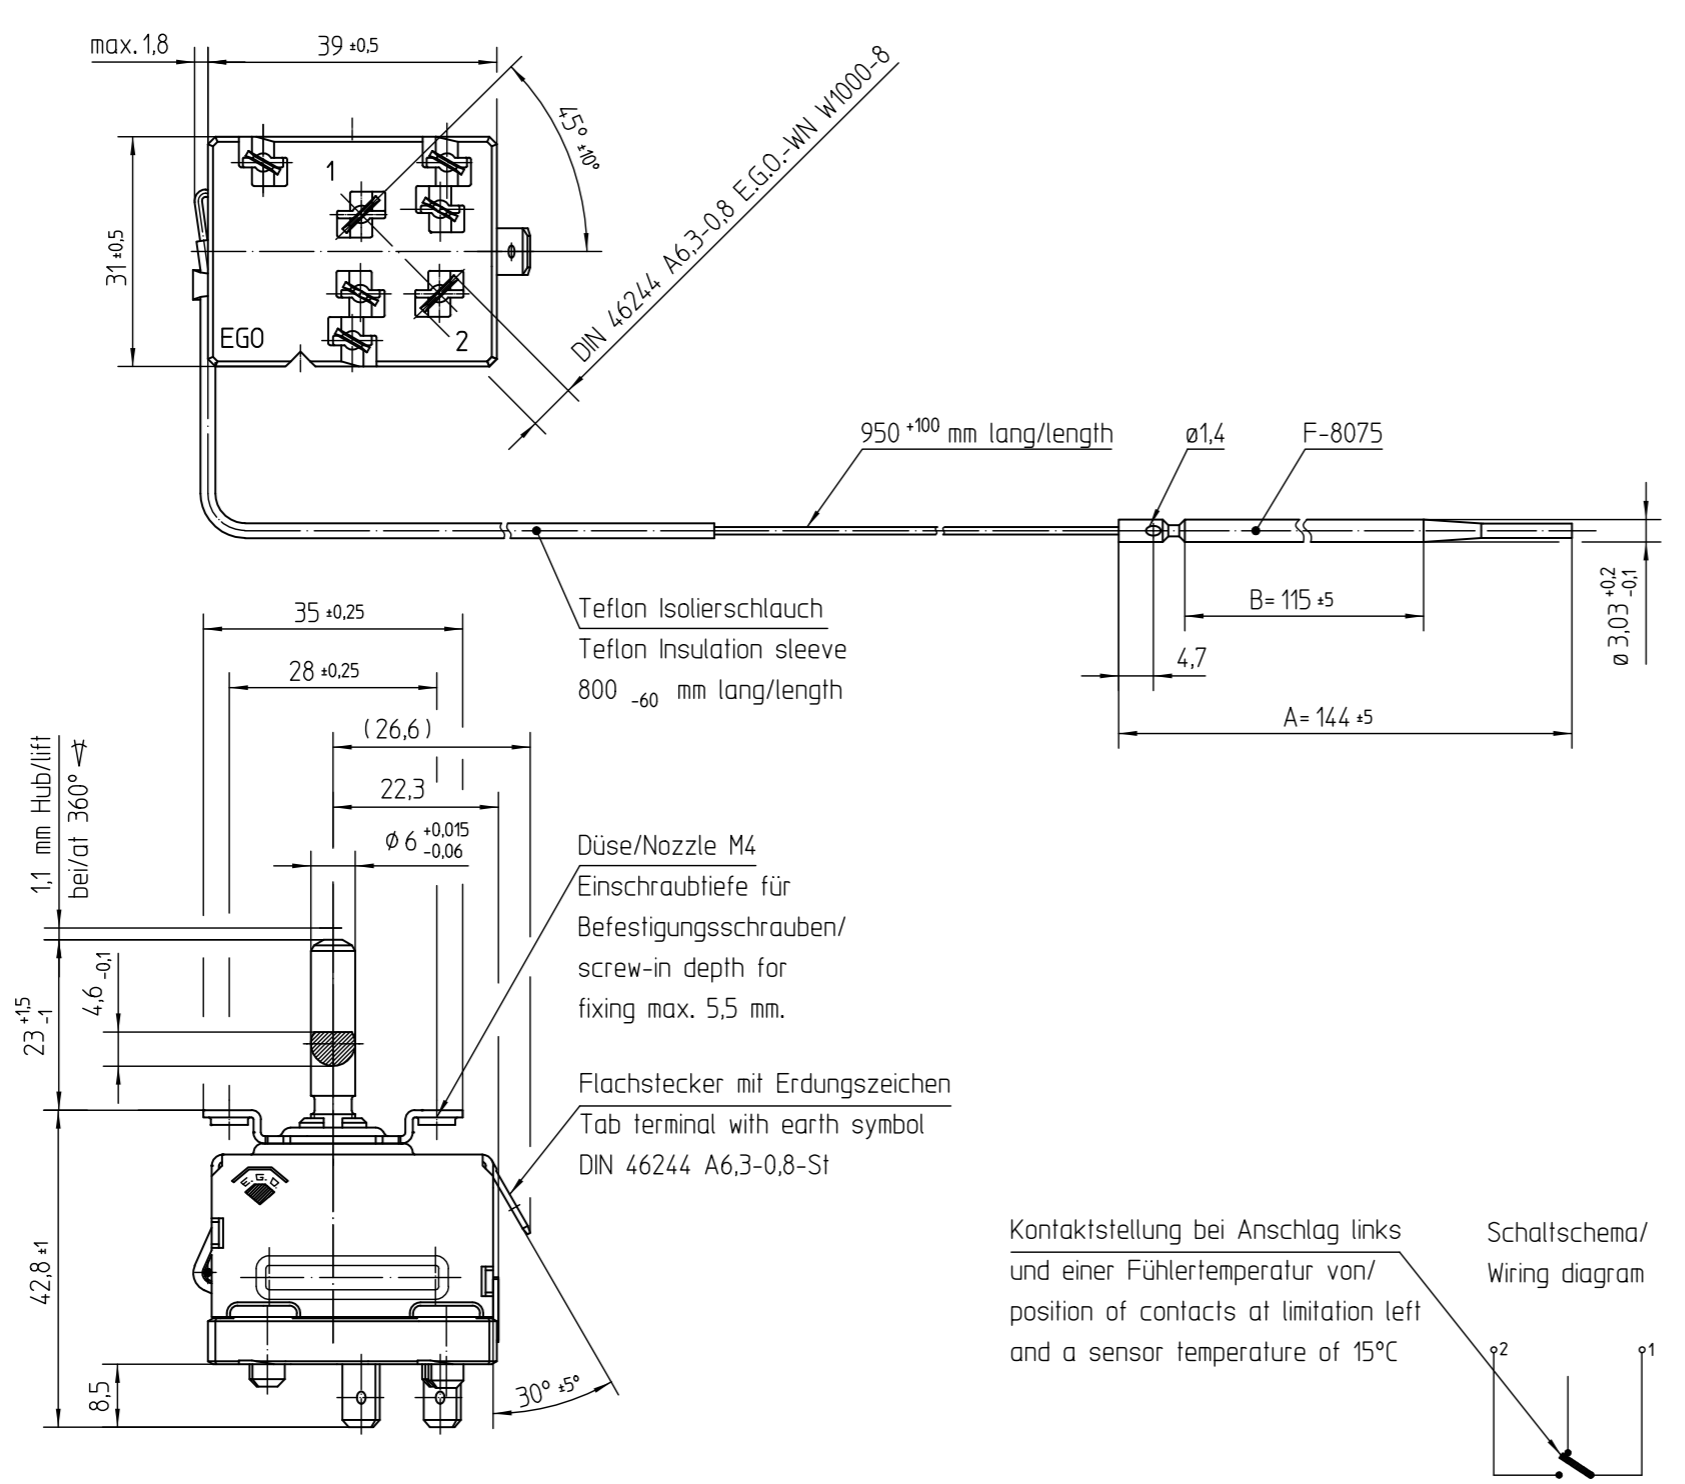 max. 1,8
39 ±0,5
45° ±10°
DIN 46244 A6,3-0,8 E.G.O.-WN W1000-8
1
31 ±0,5
EGO
2
950 +100 mm lang/length
ø1,4
F-8075
Teflon Isolierschlauch
Teflon Insulation sleeve
800 -60 mm lang/length
B= 115 ±5
4,7
A= 144 ±5
ø 3,03 +0,2 -0,1
35 ±0,25
28 ±0,25
(26,6)
22,3
Ø 6 +0,015 -0,06
1,1 mm Hub/lift
bei/at 360°
4,6 -0,1
23 +1,5 -1
42,8 ±1
8,5
E.G.O.
30° ±5°
Düse/Nozzle M4
Einschraubtiefe für
Befestigungsschrauben/
screw-in depth for
fixing max. 5,5 mm.
Flachstecker mit Erdungszeichen
Tab terminal with earth symbol
DIN 46244 A6,3-0,8-St
Kontaktstellung bei Anschlag links
und einer Fühlertemperatur von/
position of contacts at limitation left
and a sensor temperature of 15°C
Schaltschema/
Wiring diagram
2
1